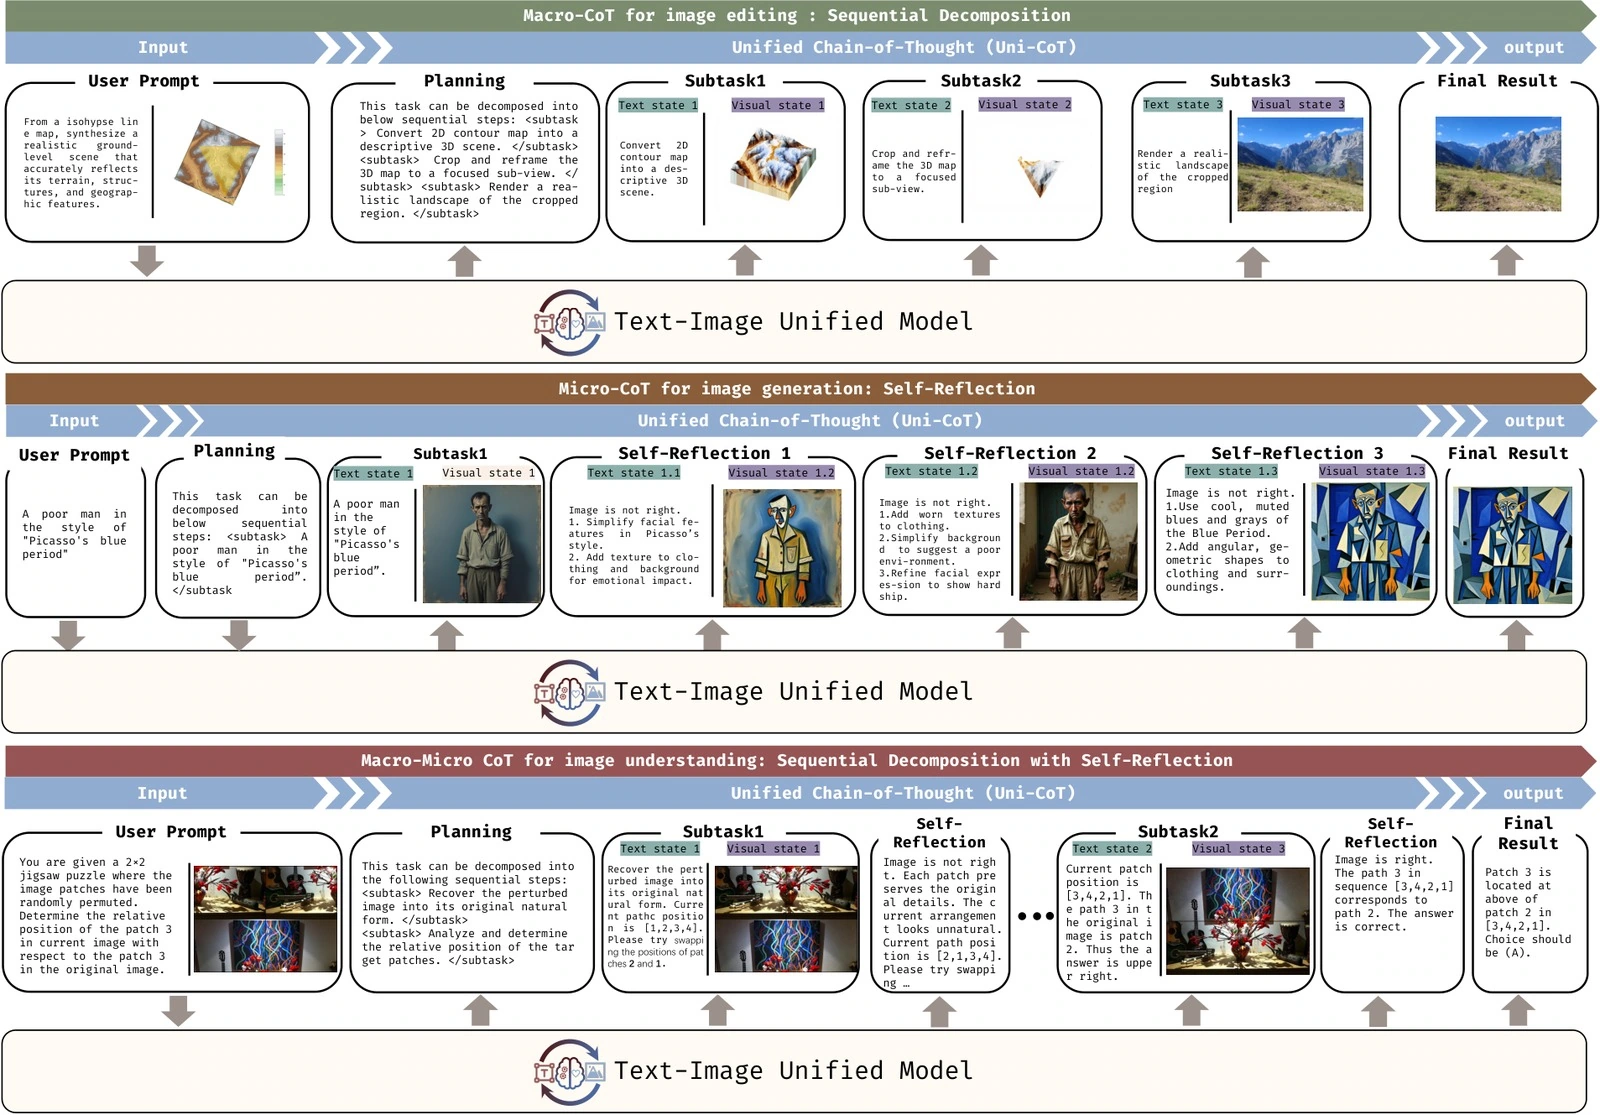 Macro-CoT for image editing : Sequential Decomposition
Input
Unified Chain-of-Thought (Uni-CoT)
output
User Prompt
From a isohypse lin
e map, synthesize a
realistic ground-
level scene that
accurately reflects
its terrain, struc-
tures, and geograp-
hic features.
Planning
This task can be decomposed into
below sequential steps: <subtask
> Convert 2D contour map into a
descriptive 3D scene. </subtask>
<subtask> Crop and reframe the
3D map to a focused sub-view. </
subtask> <subtask> Render a rea-
listic landscape of the cropped
region. </subtask>
Subtask1
Text state 1
Visual state 1
Convert 2D
contour map
into a des-
criptive 3D
scene.
Subtask2
Text state 2
Visual state 2
Crop and refr-
ame the 3D map
to a focused
sub-view.
Subtask3
Text state 3
Visual state 3
Render a reali-
stic landscape
of the cropped
region
Final Result
Text-Image Unified Model
Micro-CoT for image generation: Self-Reflection
Input
Unified Chain-of-Thought (Uni-CoT)
output
User Prompt
A poor man in
the style of
"Picasso's blue
period"
Planning
This task can be
decomposed into
below sequential
steps: <subtask> A
poor man in the
style of "Picasso's
blue period”.
</subtask
Subtask1
Text state 1
Visual state 1
A poor man
in the
style of
"Picasso's
blue
period”.
Self-Reflection 1
Text state 1.1
Visual state 1.2
Image is not right.
1. Simplify facial fe-
atures in Picasso’s
style.
2. Add texture to clo-
thing and background
for emotional impact.
Self-Reflection 2
Text state 1.2
Visual state 1.2
Image is not right.
1.Add worn textures
to clothing.
2.Simplify backgroun
d to suggest a poor
envi-ronment.
3.Refine facial expr
es-sion to show hard
ship.
Self-Reflection 3
Text state 1.3
Visual state 1.3
Image is not right.
1.Use cool, muted
blues and grays of
the Blue Period.
2.Add angular, ge-
ometric shapes to
clothing and surr-
oundings.
Final Result
T
Text-Image Unified Model
Macro-Micro CoT for image understanding: Sequential Decomposition with Self-Reflection
Input
Unified Chain-of-Thought (Uni-CoT)
output
User Prompt
You are given a 2×2
jigsaw puzzle where the
image patches have been
randomly permuted.
Determine the relative
position of the patch 3
in current image with
respect to the patch 3
in the original image.
Planning
This task can be decomposed into
the following sequential steps:
<subtask> Recover the perturbed
image into its original natural
form. </subtask>
<subtask> Analyze and determine
the relative position of the tar
get patches. </subtask>
Subtask1
Text state 1
Visual state 1
Recover the pert
urbed image into
its original nat
ural form. Curre
nt pathc positio
n is [1,2,3,4].
Please try swappi
ng the positions of pat
ches 2 and 1.
Self-
Reflection
Image is not righ
t. Each patch pre
serves the origin
al details. The c
urrent arrangemen
t looks unnatural.
Current path posi
tion is [2,1,3,4].
Please try swappi
ng …
Subtask2
Text state 2
Visual state 3
Current patch
position is
[3,4,2,1]. Th
e path 3 in t
he original i
mage is patch
2. Thus the a
nswer is uppe
r right.
Self-
Reflection
Image is right.
The path 3 in
sequence [3,4,2,1]
corresponds to
path 2. The answer
is correct.
Final
Result
Patch 3 is
located at
above of
patch 2 in
[3,4,2,1].
Choice should
be (A).
T
Text-Image Unified Model